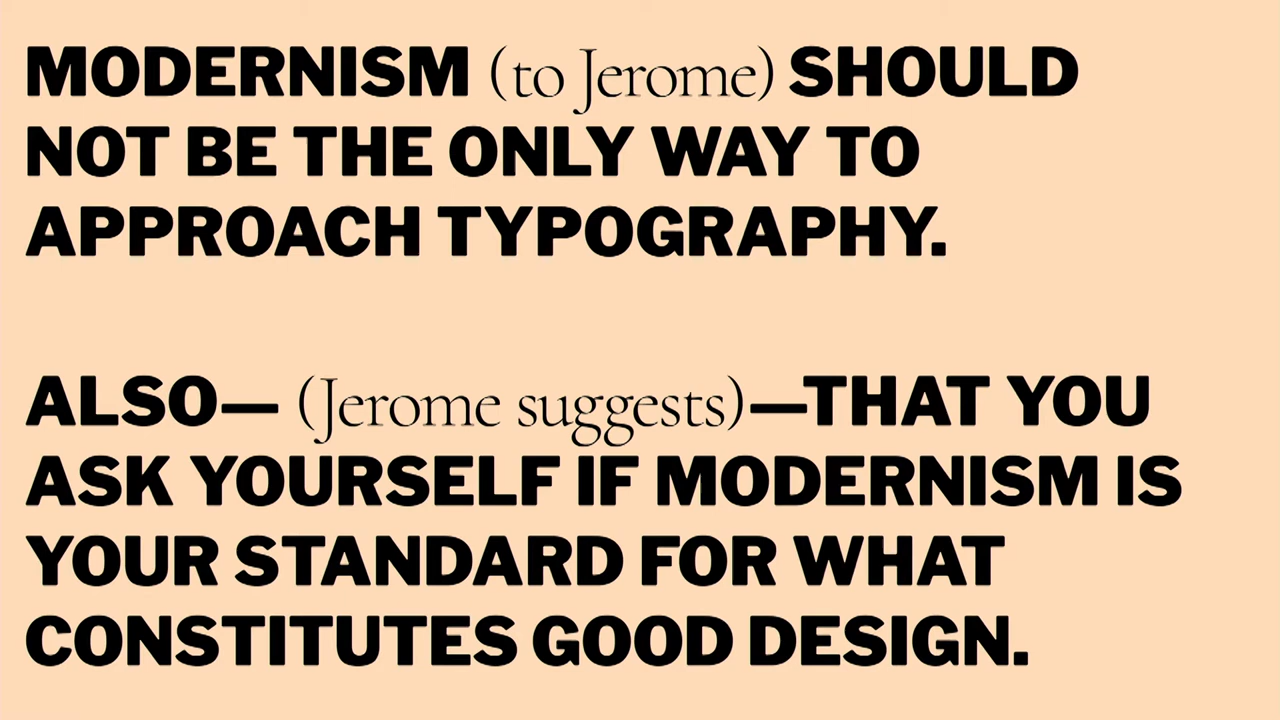 MODERNISM (to Jerome) SHOULD
NOT BE THE ONLY WAY TO
APPROACH TYPOGRAPHY.
ALSO— (Jerome suggests)—THAT YOU
ASK YOURSELF IF MODERNISM IS
YOUR STANDARD FOR WHAT
CONSTITUTES GOOD DESIGN.